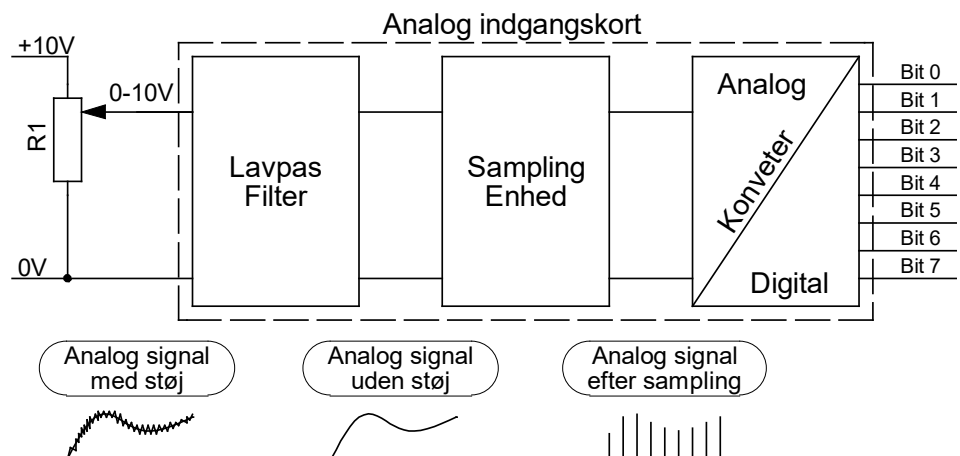 Analog indgangskort
+10V
0-10V
R1
0V
Lavpas
Filter
Sampling
Enhed
Analog
Konveter
Digital
Bit 0
Bit 1
Bit 2
Bit 3
Bit 4
Bit 5
Bit 6
Bit 7
Analog signal
med støj
Analog signal
uden støj
Analog signal
efter sampling